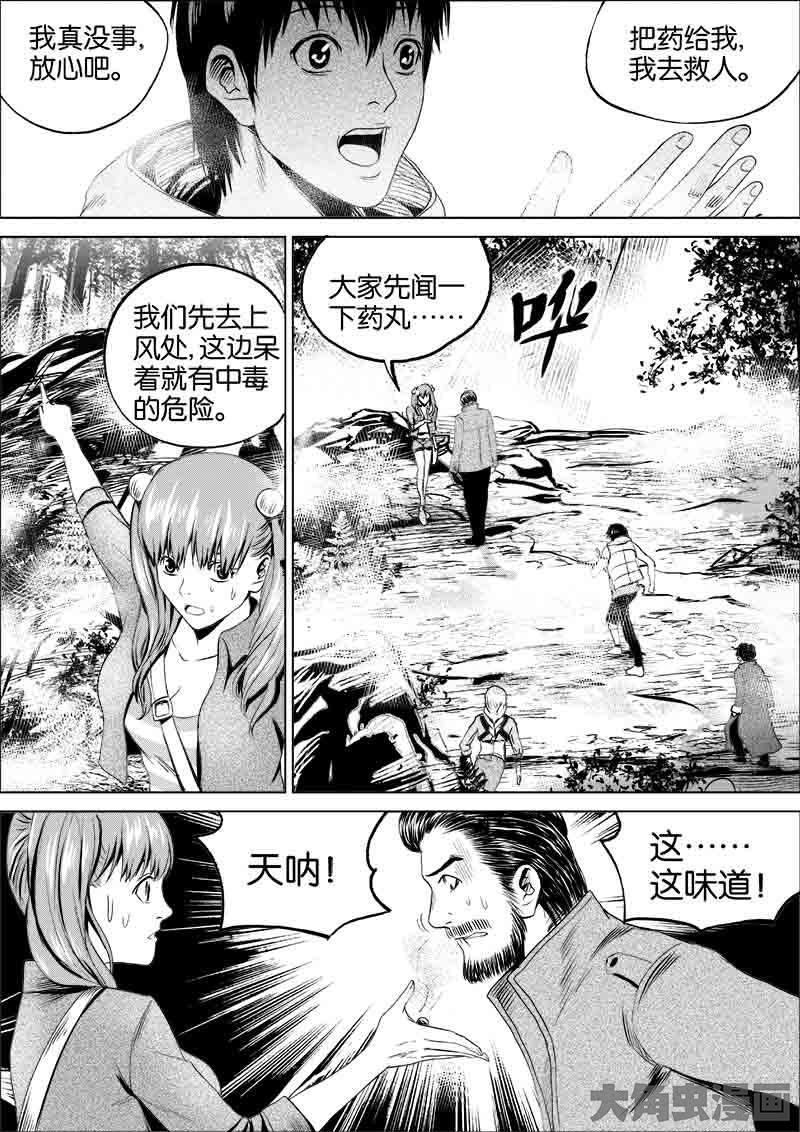 把药给我，
我去救人。
我真没事，
放心吧。
大家先闻一
下药丸……
哗
我们先去上
风处，这边呆
着就有中毒
的危险。
这……
这味道！
天呐！
大角虫漫画